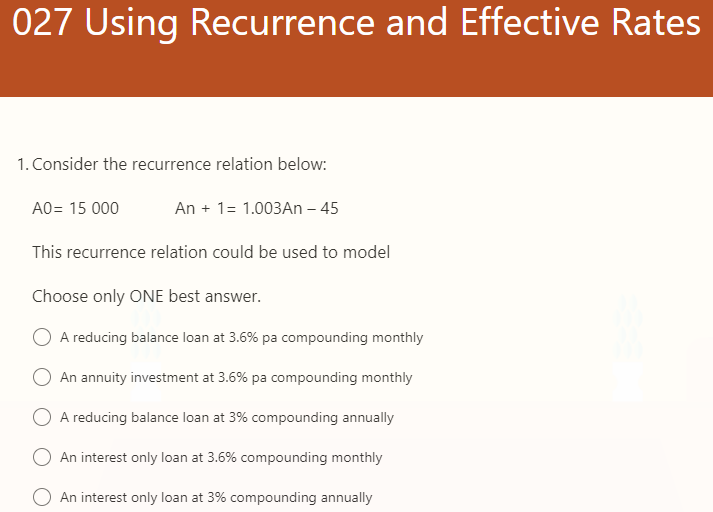 027 Using Recurrence and Effective Rates
1. Consider the recurrence relation below:
A0= 15 000 An + 1= 1.003An – 45
This recurrence relation could be used to model
Choose only ONE best answer.
A reducing balance loan at 3.6% pa compounding monthly
An annuity investment at 3.6% pa compounding monthly
A reducing balance loan at 3% compounding annually
An interest only loan at 3.6% compounding monthly
An interest only loan at 3% compounding annually